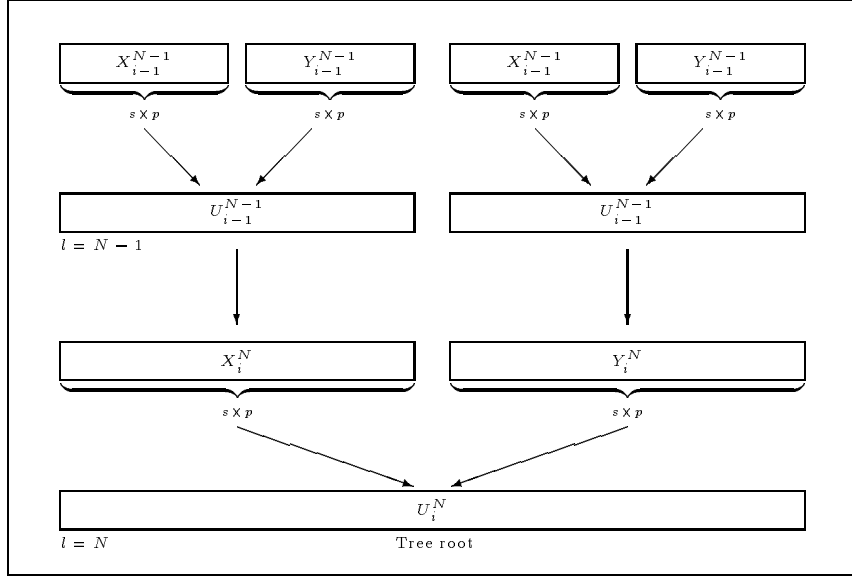 X_{i-1}^{N-1} Y_{i-1}^{N-1} X_{i-1}^{N-1} Y_{i-1}^{N-1}
s × p s × p s × p s × p
U_{i-1}^{N-1} U_{i-1}^{N-1}
l = N − 1
X_i^N Y_i^N
s × p s × p
U_i^N
l = N Tree root